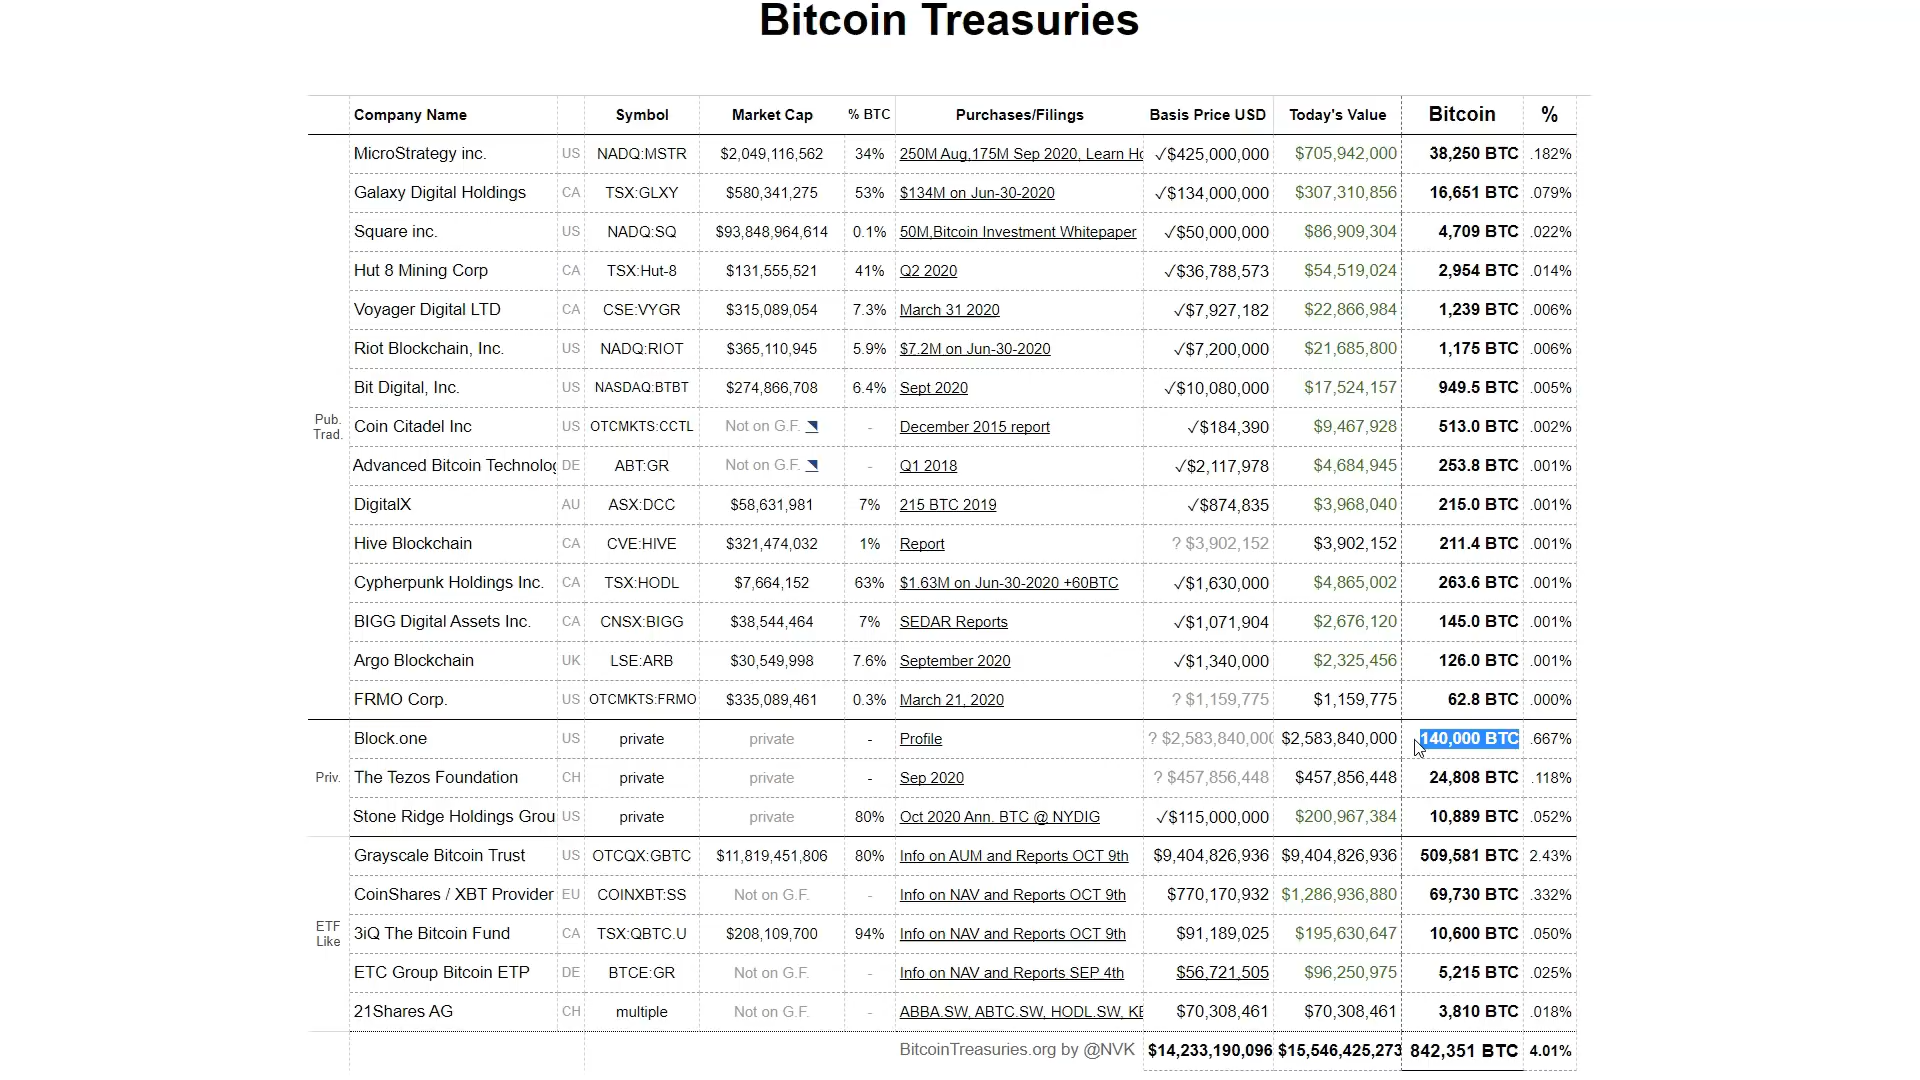 Bitcoin Treasuries
Company Name Symbol Market Cap % BTC Purchases/Filings Basis Price USD Today's Value Bitcoin %
MicroStrategy inc. US NADQ:MSTR $2,049,116,562 34% 250M Aug,175M Sep 2020, Learn Ho ✓$425,000,000 $705,942,000 38,250 BTC .182%
Galaxy Digital Holdings CA TSX:GLXY $580,341,275 53% $134M on Jun-30-2020 ✓$134,000,000 $307,310,856 16,651 BTC .079%
Square inc. US NADQ:SQ $93,848,964,614 0.1% 50M,Bitcoin Investment Whitepaper ✓$50,000,000 $86,909,304 4,709 BTC .022%
Hut 8 Mining Corp CA TSX:Hut-8 $131,555,521 41% Q2 2020 ✓$36,788,573 $54,519,024 2,954 BTC .014%
Voyager Digital LTD CA CSE:VYGR $315,089,054 7.3% March 31 2020 ✓$7,927,182 $22,866,984 1,239 BTC .006%
Riot Blockchain, Inc. US NADQ:RIOT $365,110,945 5.9% $7.2M on Jun-30-2020 ✓$7,200,000 $21,685,800 1,175 BTC .006%
Bit Digital, Inc. US NASDAQ:BTBT $274,866,708 6.4% Sept 2020 ✓$10,080,000 $17,524,157 949.5 BTC .005%
Pub. Trad.
Coin Citadel Inc US OTCMKTS:CCTL Not on G.F. - December 2015 report ✓$184,390 $9,467,928 513.0 BTC .002%
Advanced Bitcoin Technolog DE ABT:GR Not on G.F. - Q1 2018 ✓$2,117,978 $4,684,945 253.8 BTC .001%
DigitalX AU ASX:DCC $58,631,981 7% 215 BTC 2019 ✓$874,835 $3,968,040 215.0 BTC .001%
Hive Blockchain CA CVE:HIVE $321,474,032 1% Report ? $3,902,152 $3,902,152 211.4 BTC .001%
Cypherpunk Holdings Inc. CA TSX:HODL $7,664,152 63% $1.63M on Jun-30-2020 +60BTC ✓$1,630,000 $4,865,002 263.6 BTC .001%
BIGG Digital Assets Inc. CA CNSX:BIGG $38,544,464 7% SEDAR Reports ✓$1,071,904 $2,676,120 145.0 BTC .001%
Argo Blockchain UK LSE:ARB $30,549,998 7.6% September 2020 ✓$1,340,000 $2,325,456 126.0 BTC .001%
FRMO Corp. US OTCMKTS:FRMO $335,089,461 0.3% March 21, 2020 ? $1,159,775 $1,159,775 62.8 BTC .000%
Block.one US private private - Profile ? $2,583,840,000 $2,583,840,000 140,000 BTC .667%
Priv. The Tezos Foundation CH private private - Sep 2020 ? $457,856,448 $457,856,448 24,808 BTC .118%
Stone Ridge Holdings Grou US private private 80% Oct 2020 Ann. BTC @ NYDIG ✓$115,000,000 $200,967,384 10,889 BTC .052%
Grayscale Bitcoin Trust US OTCQX:GBTC $11,819,451,806 80% Info on AUM and Reports OCT 9th $9,404,826,936 $9,404,826,936 509,581 BTC 2.43%
CoinShares / XBT Provider EU COINXBT:SS Not on G.F. - Info on NAV and Reports OCT 9th $770,170,932 $1,286,936,880 69,730 BTC .332%
ETF Like
3iQ The Bitcoin Fund CA TSX:QBTC.U $208,109,700 94% Info on NAV and Reports OCT 9th $91,189,025 $195,630,647 10,600 BTC .050%
ETC Group Bitcoin ETP DE BTCE:GR Not on G.F. - Info on NAV and Reports SEP 4th $56,721,505 $96,250,975 5,215 BTC .025%
21Shares AG CH multiple Not on G.F. - ABBA.SW, ABTC.SW, HODL.SW, KE $70,308,461 $70,308,461 3,810 BTC .018%
BitcoinTreasuries.org by @NVK $14,233,190,096 $15,546,425,273 842,351 BTC 4.01%